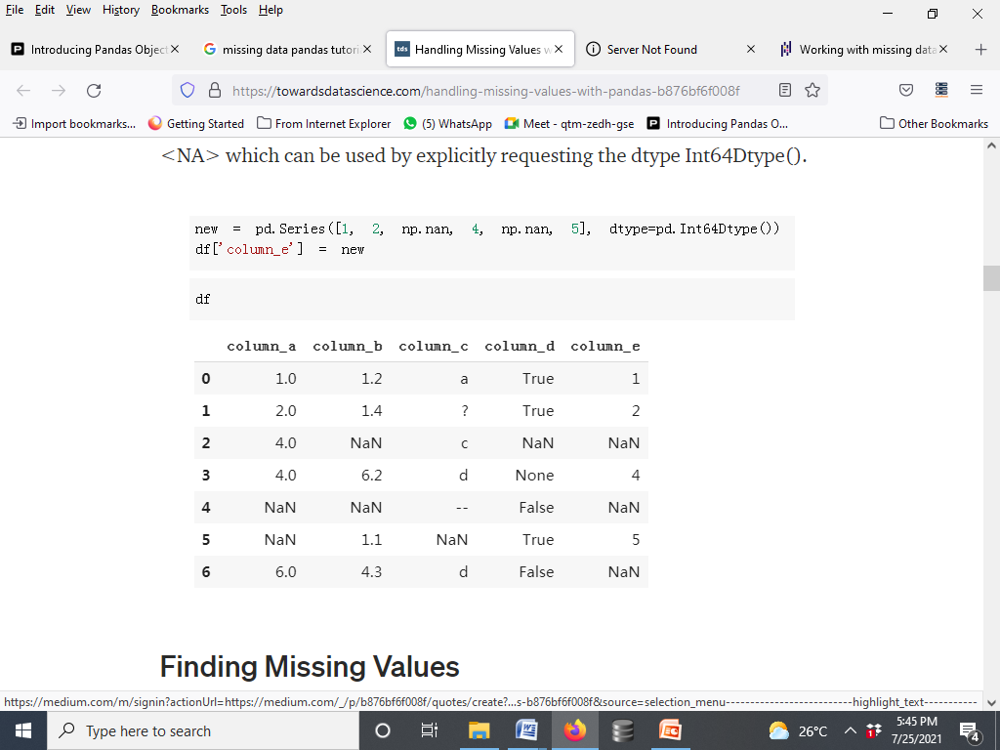 File Edit View History Bookmarks Tools Help
Introducing Pandas Object
missing data pandas tutori
tds Handling Missing Values w
Server Not Found
Working with missing data
https://towardsdatascience.com/handling-missing-values-with-pandas-b876bf6f008f
Import bookmarks... Getting Started From Internet Explorer (5) WhatsApp Meet - qtm-zedh-gse Introducing Pandas O... Other Bookmarks
<NA> which can be used by explicitly requesting the dtype Int64Dtype().
new = pd.Series([1, 2, np.nan, 4, np.nan, 5], dtype=pd.Int64Dtype())
df['column_e'] = new
df
column_a column_b column_c column_d column_e
0 1.0 1.2 a True 1
1 2.0 1.4 ? True 2
2 4.0 NaN c NaN NaN
3 4.0 6.2 d None 4
4 NaN NaN -- False NaN
5 NaN 1.1 NaN True 5
6 6.0 4.3 d False NaN
Finding Missing Values
https://medium.com/m/signin?actionUrl=https://medium.com/_/p/b876bf6f008f/quotes/create?...s-b876bf6f008f&source=selection_menu--------------------------highlight_text-----------
Type here to search
26°C
5:45 PM
7/25/2021
4